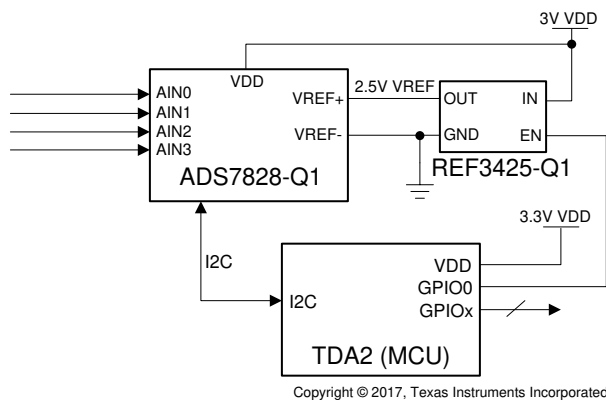 3V VDD
VDD
AIN0
AIN1
AIN2
AIN3
VREF+
VREF-
ADS7828-Q1
2.5V VREF
OUT
IN
GND
EN
REF3425-Q1
I2C
3.3V VDD
I2C
VDD
GPIO0
GPIOx
TDA2 (MCU)
Copyright © 2017, Texas Instruments Incorporated